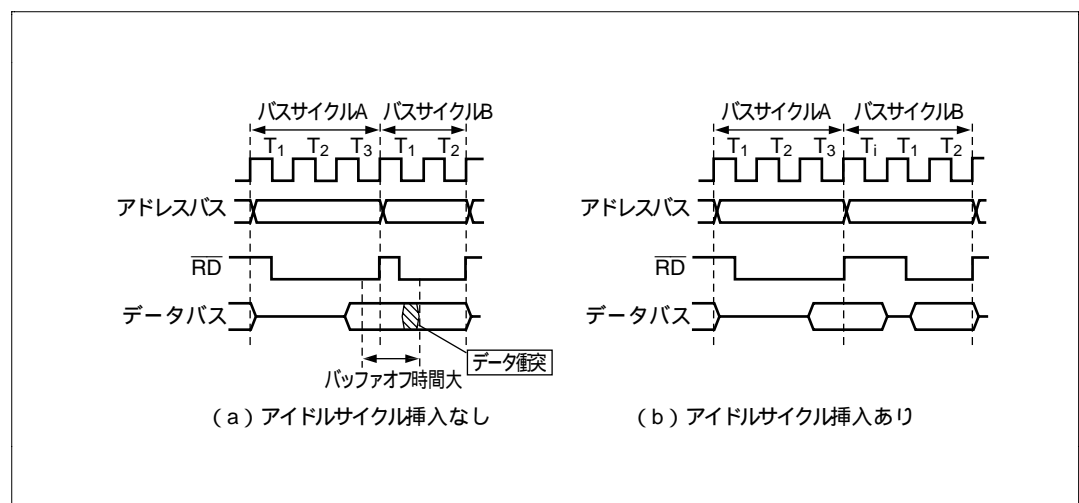 バスサイクルA バスサイクルB
T1 T2 T3 T1 T2
アドレスバス
RD
データバス
データ衝突
バッファオフ時間大
（a）アイドルサイクル挿入なし
バスサイクルA バスサイクルB
T1 T2 T3 Ti T1 T2
アドレスバス
RD
データバス
（b）アイドルサイクル挿入あり